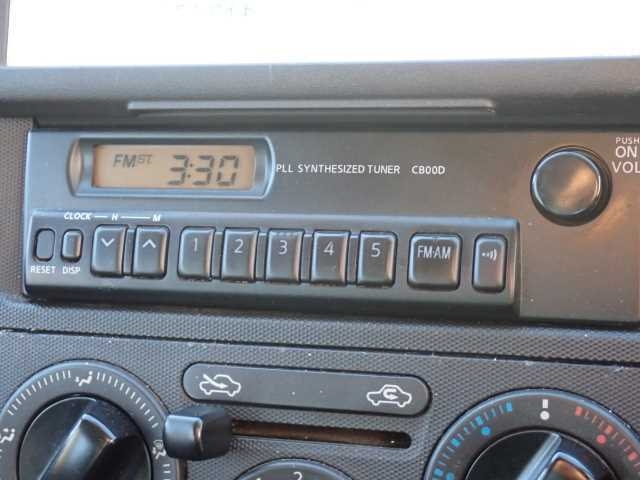 FM ST. 3:30
PLL SYNTHESIZED TUNER CB00D
PUSH
ON
VOL
CLOCK H M
RESET DISP 1 2 3 4 5 FM·AM
2